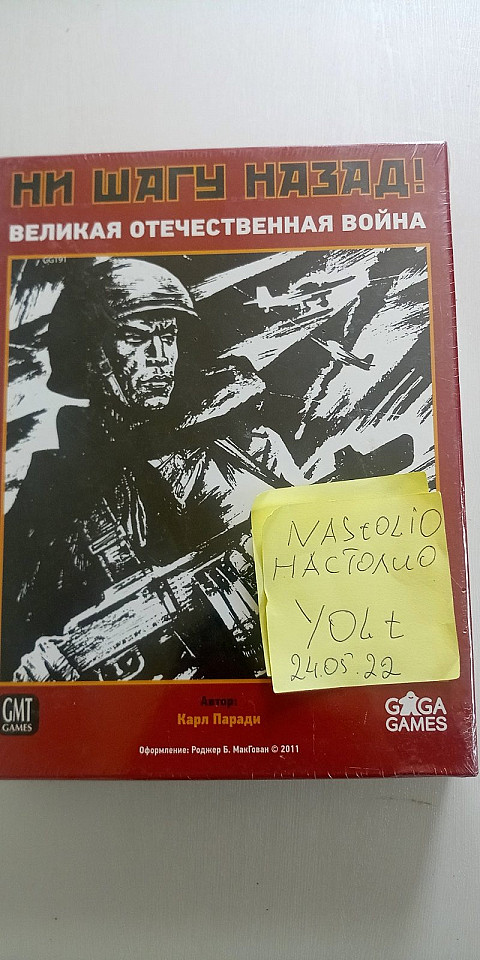 НИ ШАГУ НАЗАД!
ВЕЛИКАЯ ОТЕЧЕСТВЕННАЯ ВОЙНА
GG191
NAStOLIO
НАСТОЛИО
YOLt
24.05.22
Автор:
Карл Паради
GMT
GAMES
GAGA
GAMES
Оформление: Роджер Б. МакГован © 2011